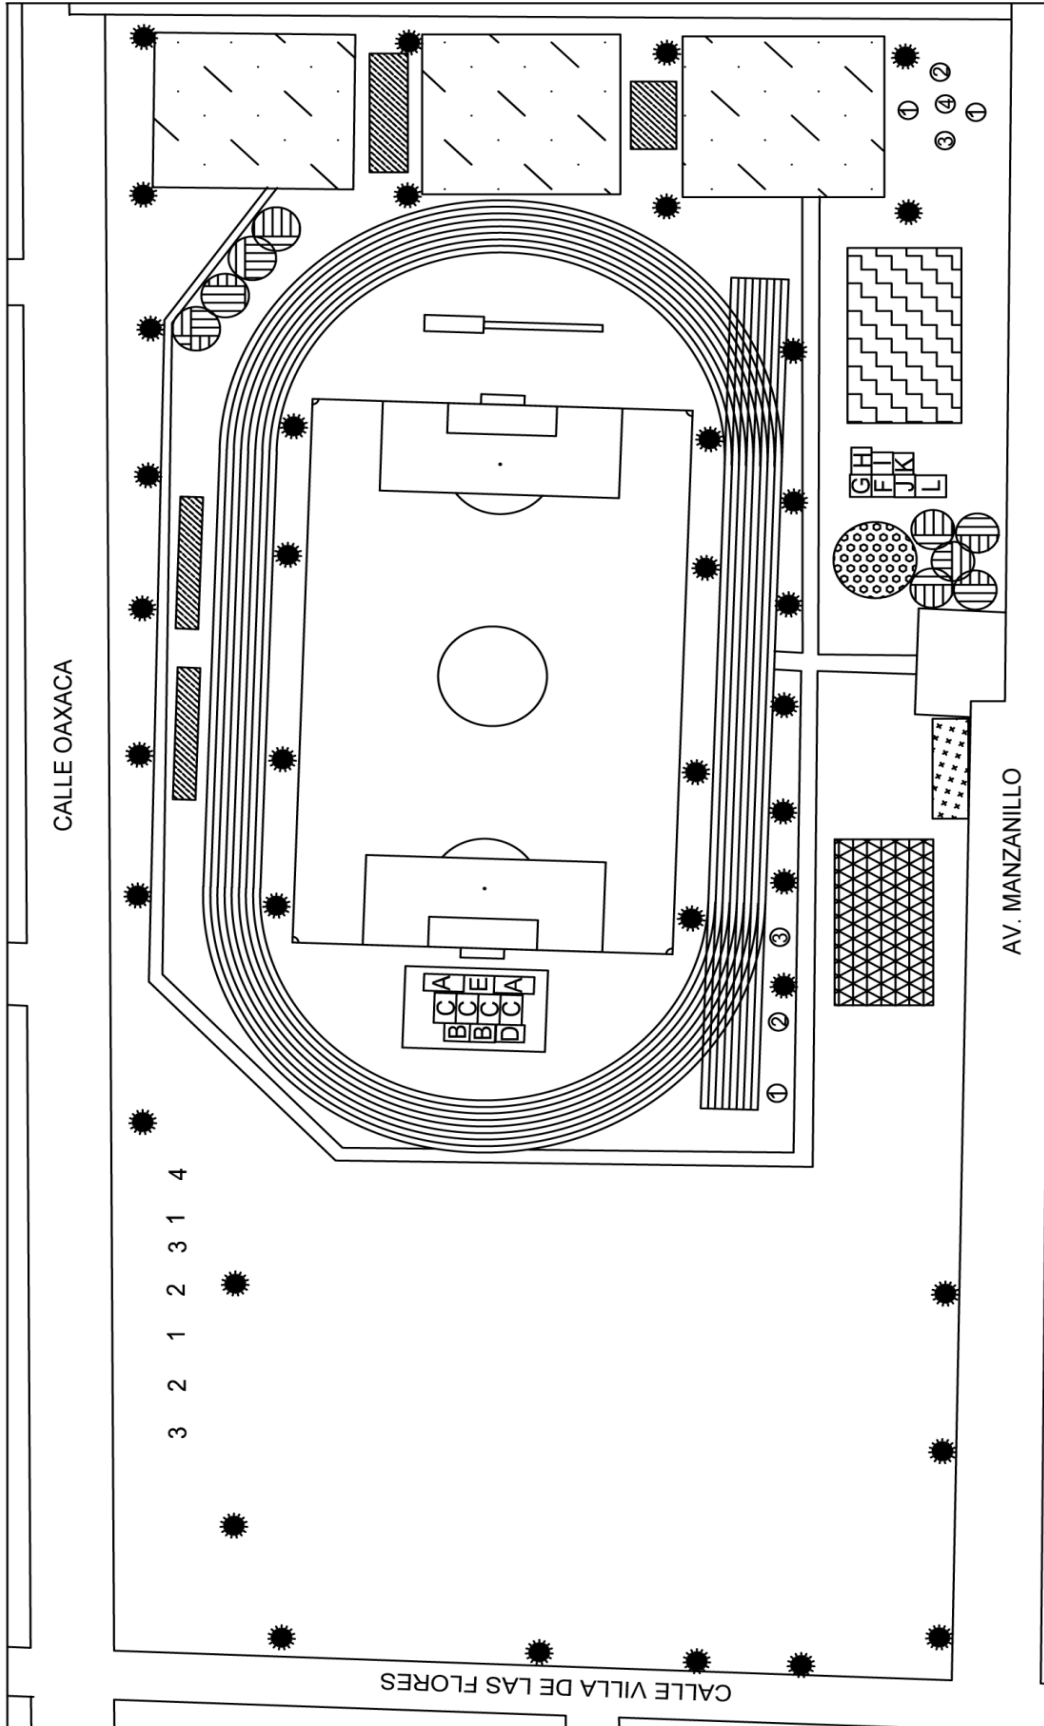 CALLE OAXACA
AV. MANZANILLO
CALLE VILLA DE LAS FLORES
② 
① ④ ①
③
G H
F I
J K
L
A E A
C C C C
B B D
③
②
①
4
1
3
2
1
2
3